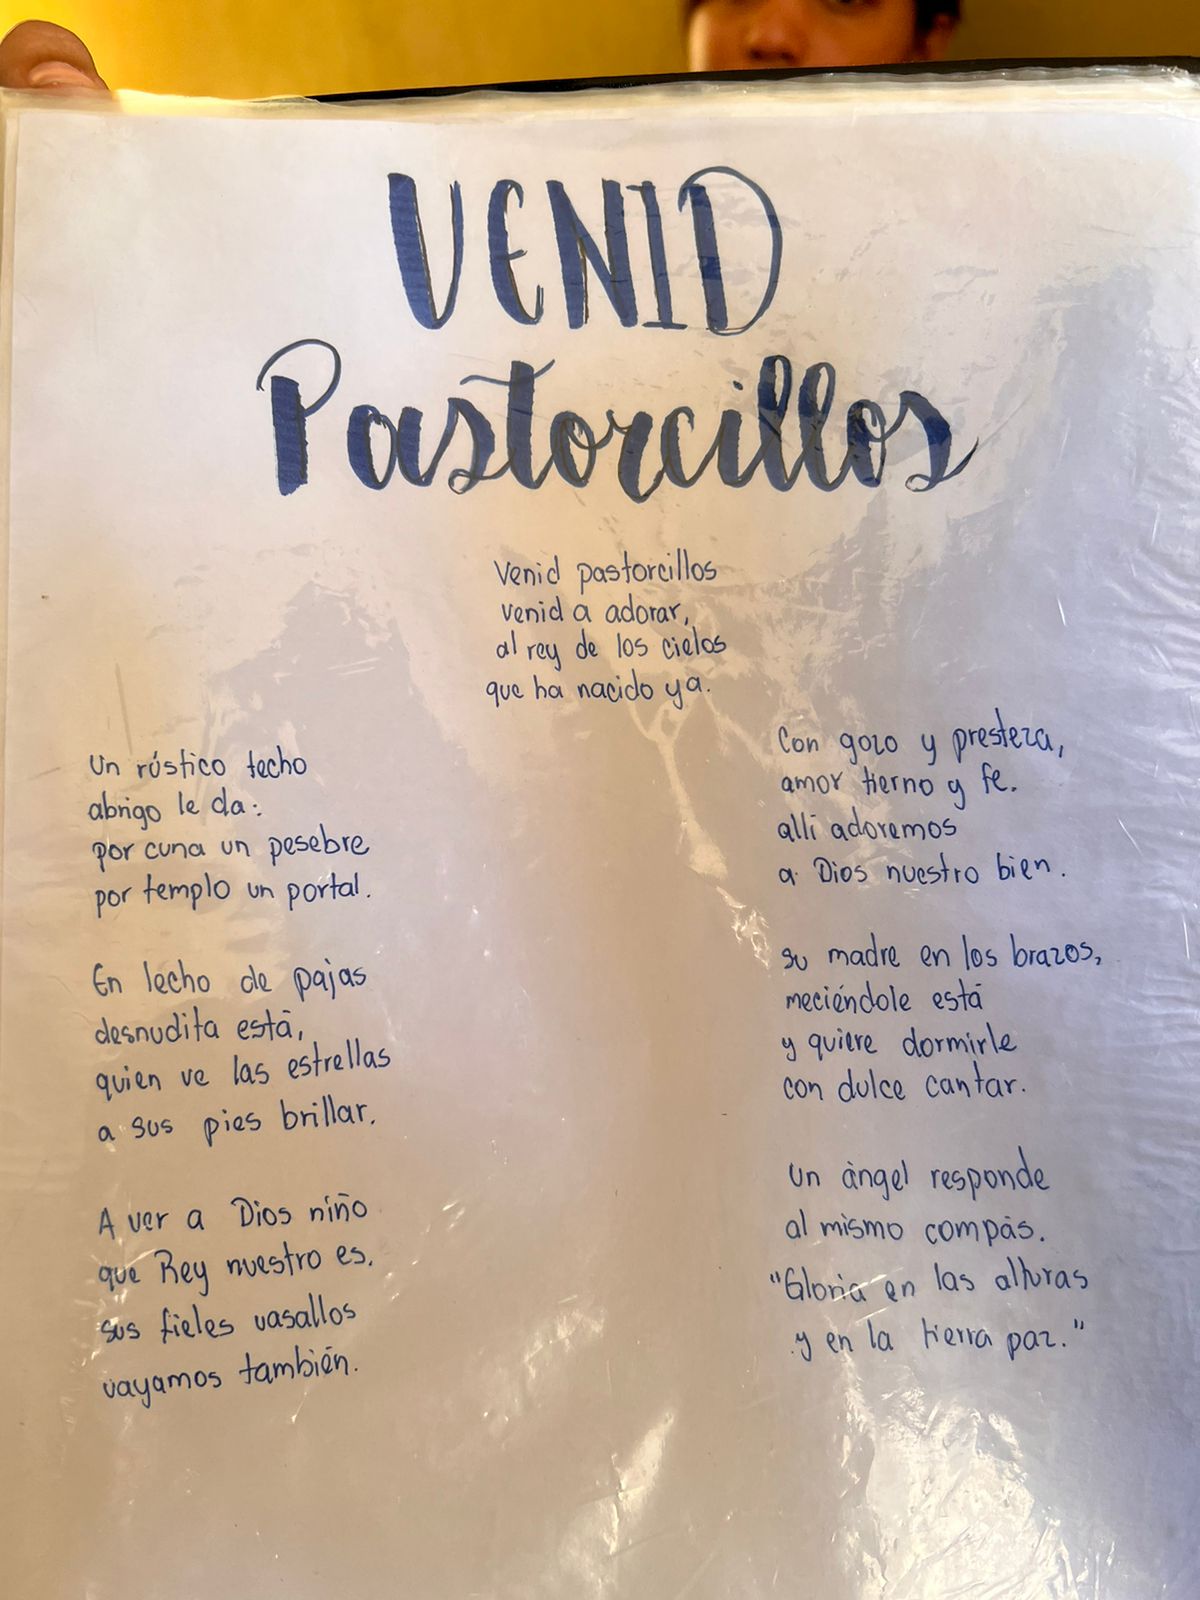 VENID
Pastorcillos
Venid pastorcillos
venid a adorar,
al rey de los cielos
que ha nacido ya.
Un rústico techo
abrigo le da:
por cuna un pesebre
por templo un portal.
En lecho de pajas
desnudita está,
quien ve las estrellas
a sus pies brillar.
A ver a Dios niño
que Rey nuestro es.
sus fieles vasallos
vayamos también.
Con gozo y presteza,
amor tierno y fe.
allí adoremos
a Dios nuestro bien.
su madre en los brazos,
meciéndole está
y quiere dormirle
con dulce cantar.
Un ángel responde
al mismo compás.
"Gloria en las alturas
y en la tierra paz."